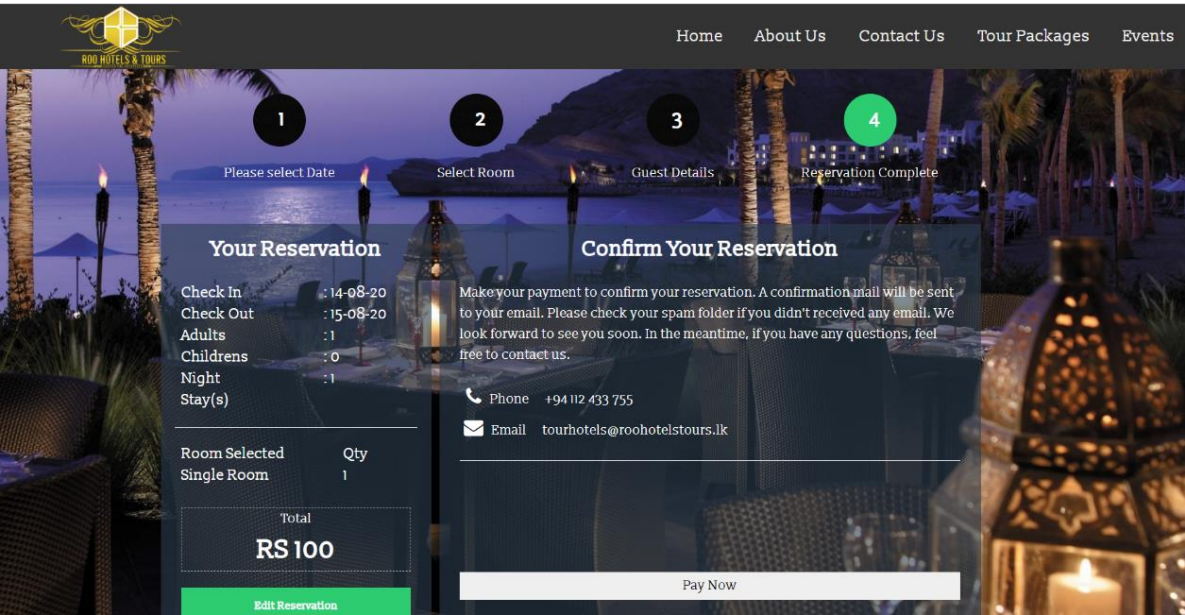 ROO HOTELS & TOURS
Home About Us Contact Us Tour Packages Events
1 2 3 4
Please select Date Select Room Guest Details Reservation Complete
Your Reservation
Check In : 14-08-20
Check Out : 15-08-20
Adults : 1
Childrens : 0
Night : 1
Stay(s)
Room Selected Qty
Single Room 1
Total
RS 100
Edit Reservation
Confirm Your Reservation
Make your payment to confirm your reservation. A confirmation mail will be sent
to your email. Please check your spam folder if you didn't received any email. We
look forward to see you soon. In the meantime, if you have any questions, feel
free to contact us.
Phone +94 112 433 755
Email tourhotels@roohotelstours.lk
Pay Now